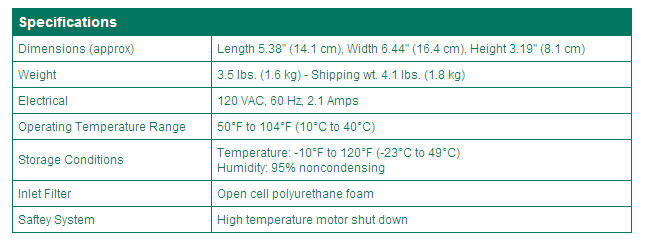 Specifications
Dimensions (approx) Length 5.38" (14.1 cm), Width 6.44" (16.4 cm), Height 3.19" (8.1 cm)
Weight 3.5 lbs. (1.6 kg) - Shipping wt. 4.1 lbs. (1.8 kg)
Electrical 120 VAC, 60 Hz, 2.1 Amps
Operating Temperature Range 50°F to 104°F (10°C to 40°C)
Storage Conditions Temperature: -10°F to 120°F (-23°C to 49°C)
Humidity: 95% noncondensing
Inlet Filter Open cell polyurethane foam
Saftey System High temperature motor shut down